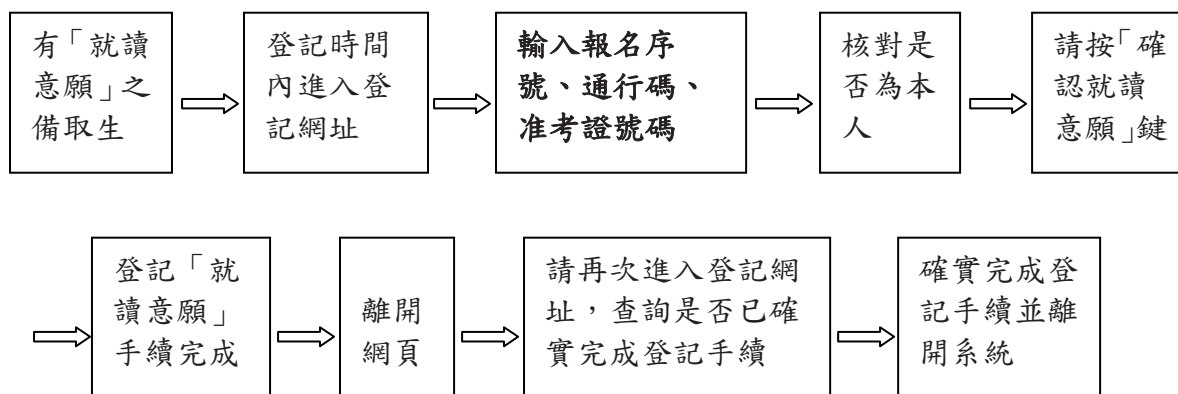 有「就讀
意願」之
備取生
登記時間
內進入登
記網址
輸入報名序
號、通行碼、
准考證號碼
核對是
否為本
人
請按「確
認就讀
意願」鍵
登記「就
讀意願」
手續完成
離開
網頁
請再次進入登記網
址，查詢是否已確
實完成登記手續
確實完成登
記手續並離
開系統